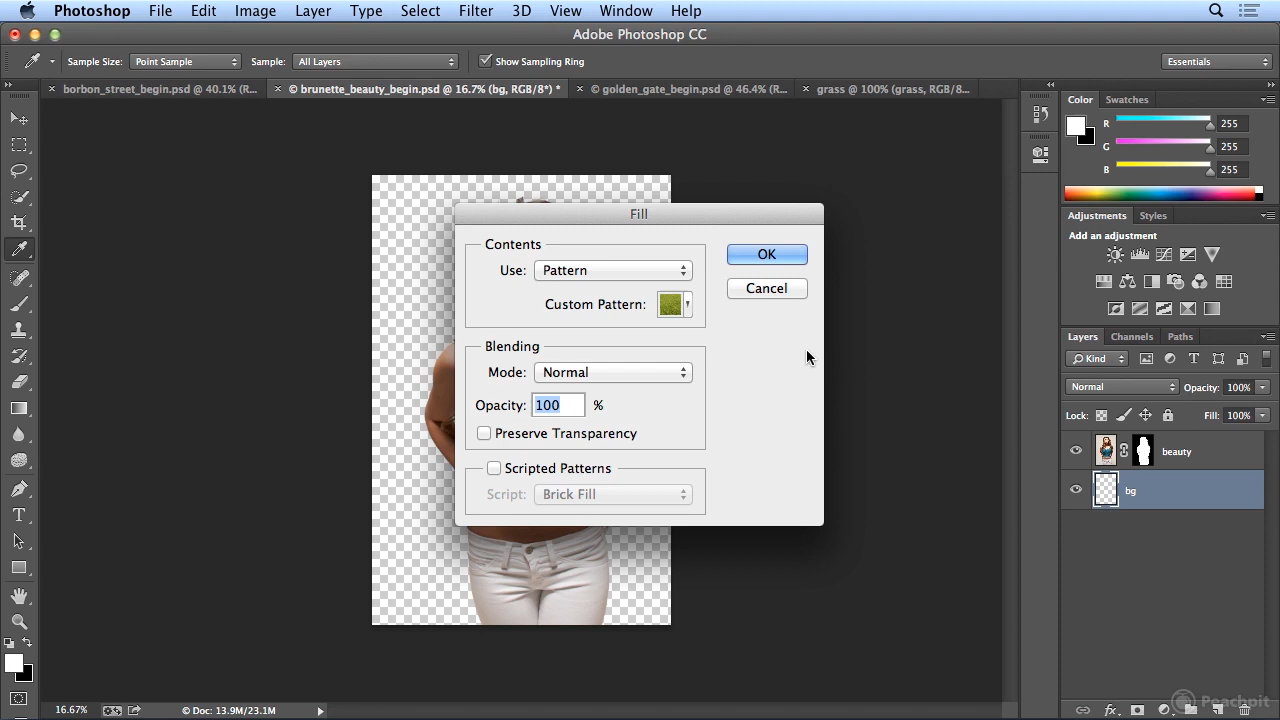 Photoshop File Edit Image Layer Type Select Filter 3D View Window Help
Adobe Photoshop CC
Sample Size: Point Sample Sample: All Layers Show Sampling Ring Essentials
borbon_street_begin.psd @ 40.1% (R... © brunette_beauty_begin.psd @ 16.7% (bg, RGB/8*) * © golden_gate_begin.psd @ 46.4% (R... grass @ 100% (grass, RGB/8...
Color Swatches
R 255
G 255
B 255
Adjustments Styles
Add an adjustment
Fill
Contents
Use: Pattern
Custom Pattern:
OK
Cancel
Blending
Mode: Normal
Opacity: 100 %
Preserve Transparency
Scripted Patterns
Script: Brick Fill
Layers Channels Paths
Kind
Normal Opacity: 100%
Lock: Fill: 100%
beauty
bg
16.67% © Doc: 13.9M/23.1M
Peachpit